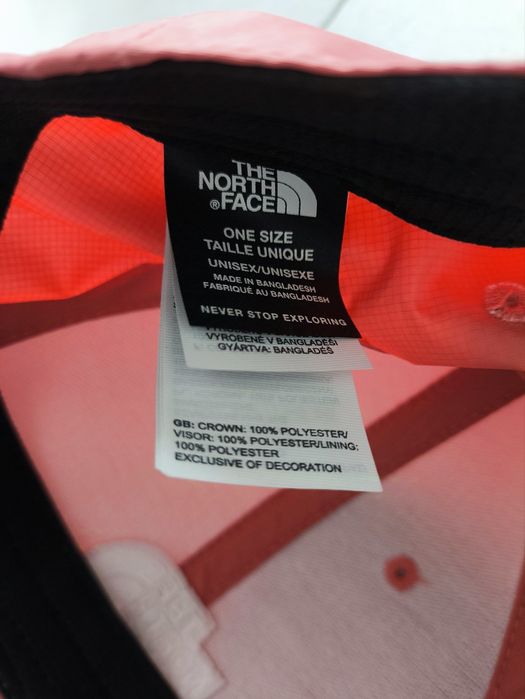 THE
NORTH
®FACE
ONE SIZE
TAILLE UNIQUE
UNISEX/UNISEXE
MADE IN BANGLADESH
FABRIQUÉ AU BANGLADESH
NEVER STOP EXPLORING
VYROBENÉ V BANGLADÉŠI
GYÁRTVA: BANGLADÉS
GB: CROWN: 100% POLYESTER/
VISOR: 100% POLYESTER/LINING:
100% POLYESTER
EXCLUSIVE OF DECORATION